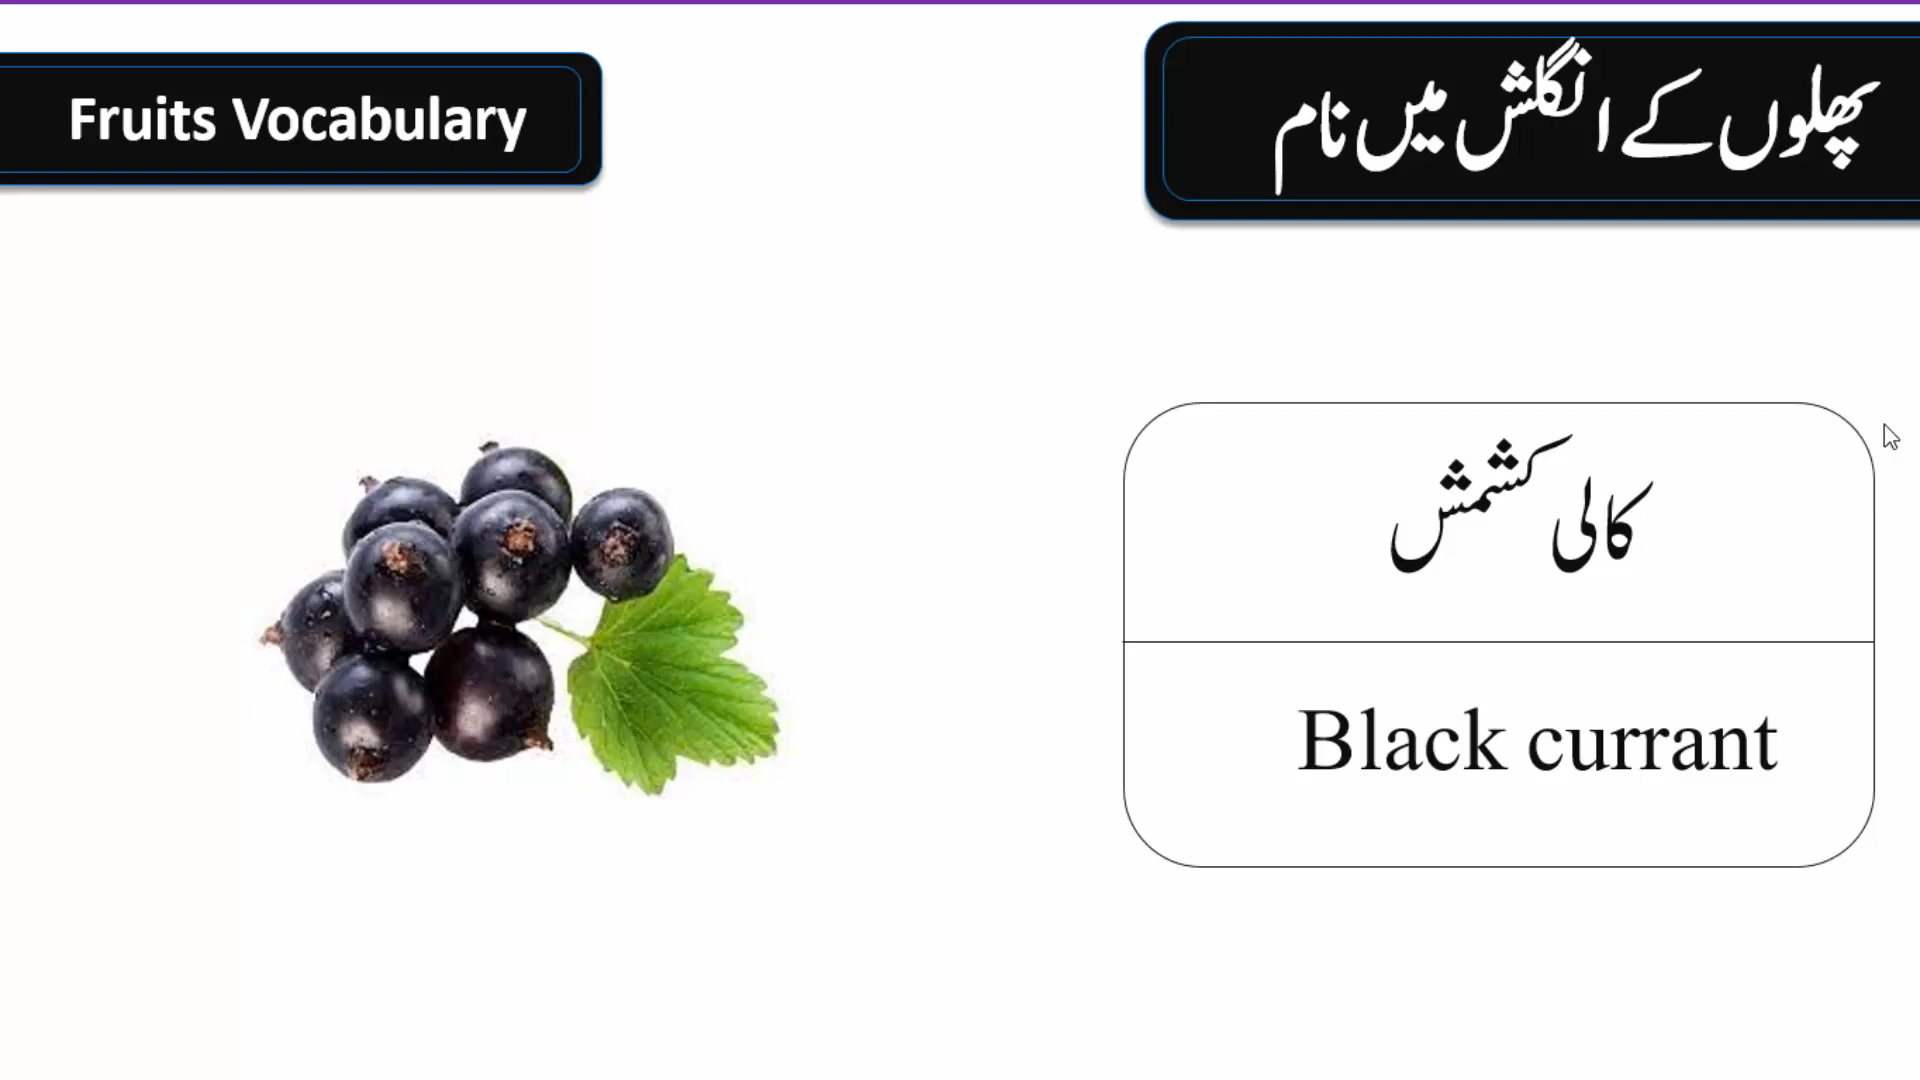 Fruits Vocabulary
پھلوں کے انگلش میں نام
کالی کشمش
Black currant